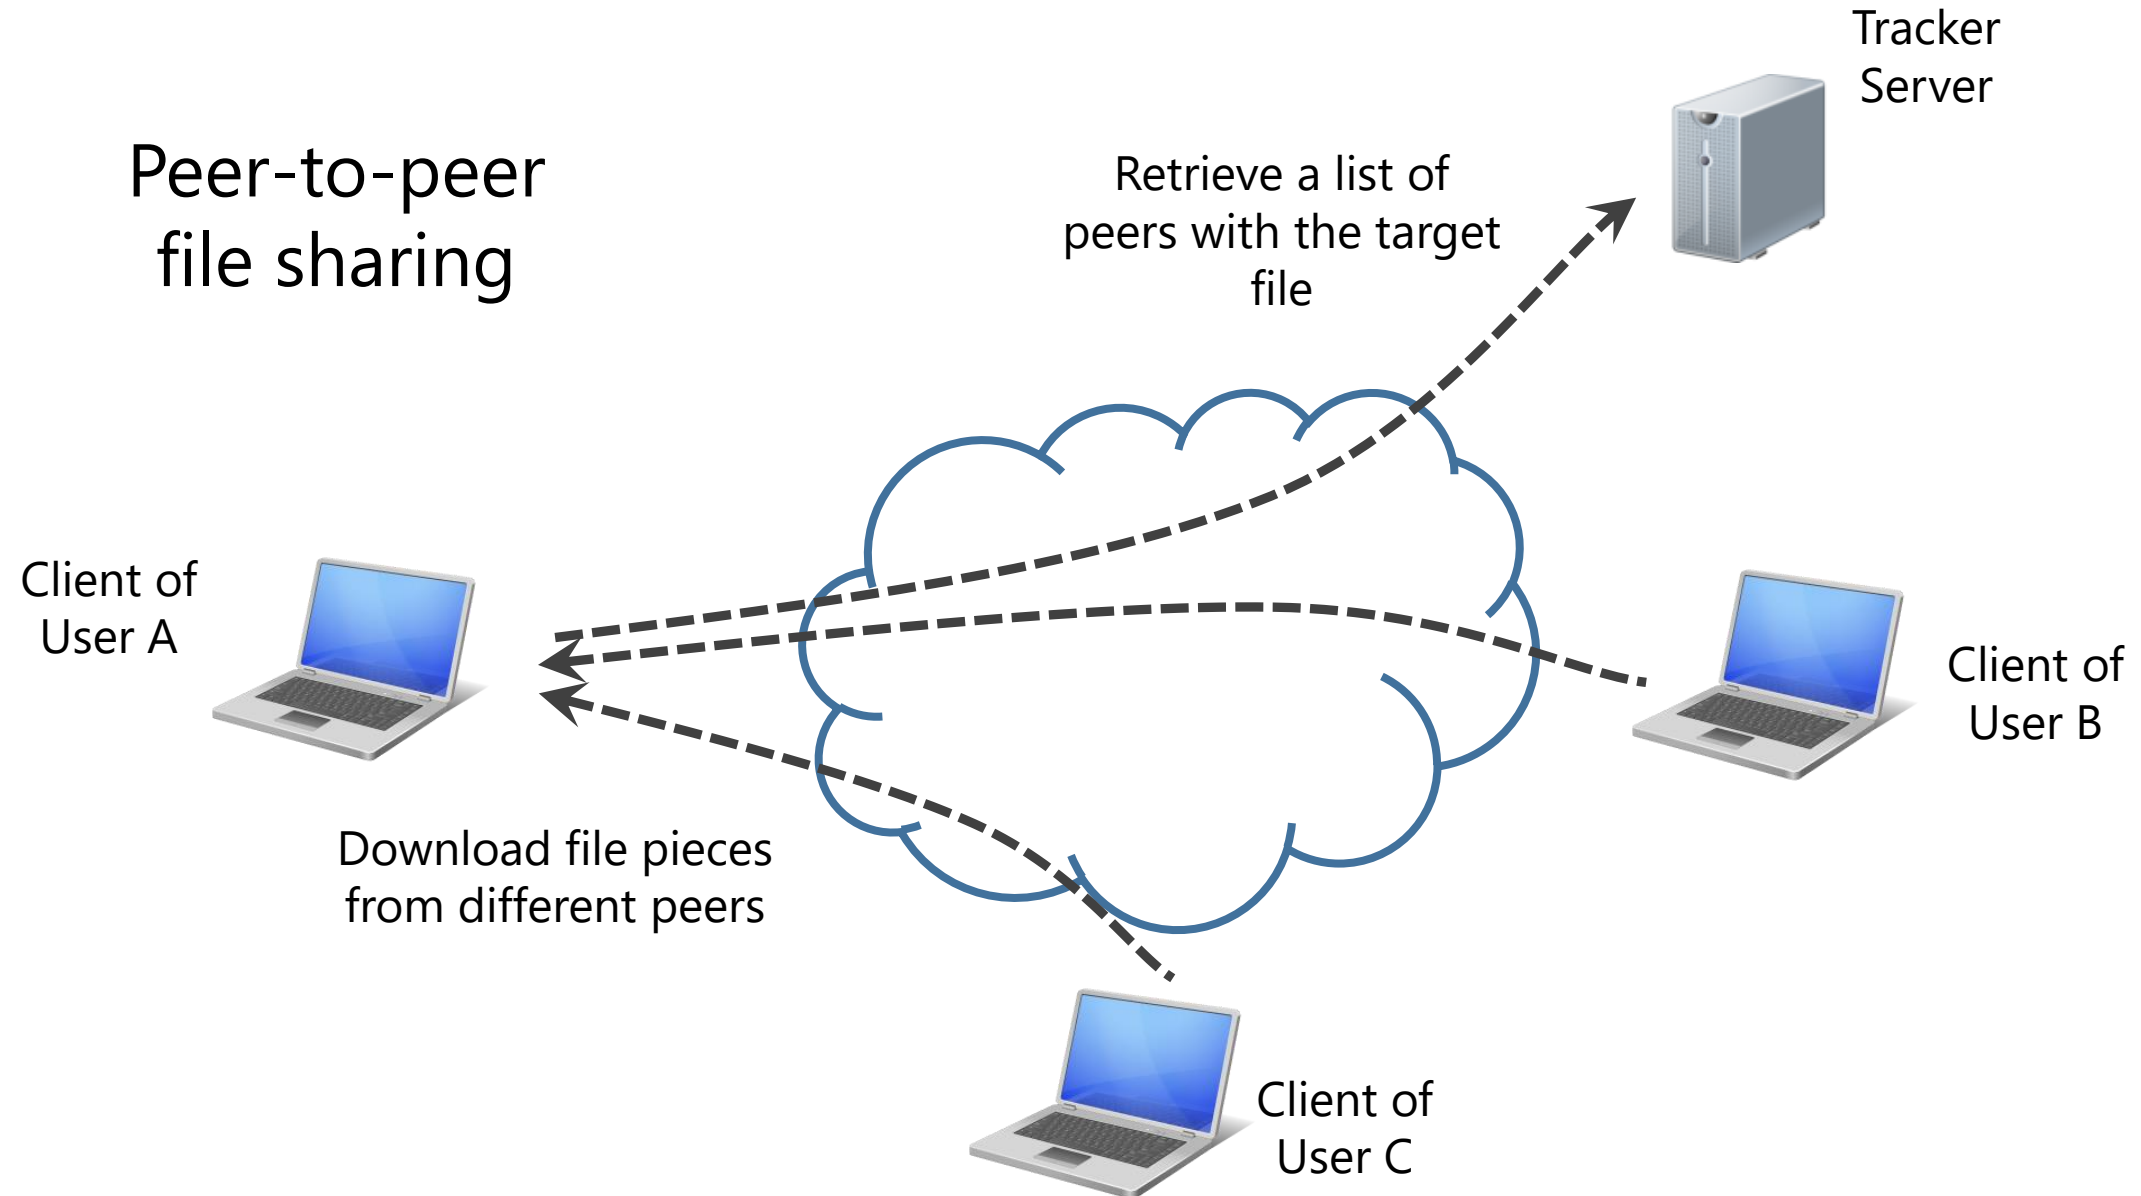 Tracker
Server
Peer-to-peer
file sharing
Retrieve a list of
peers with the target
file
Client of
User A
Client of
User B
Download file pieces
from different peers
Client of
User C